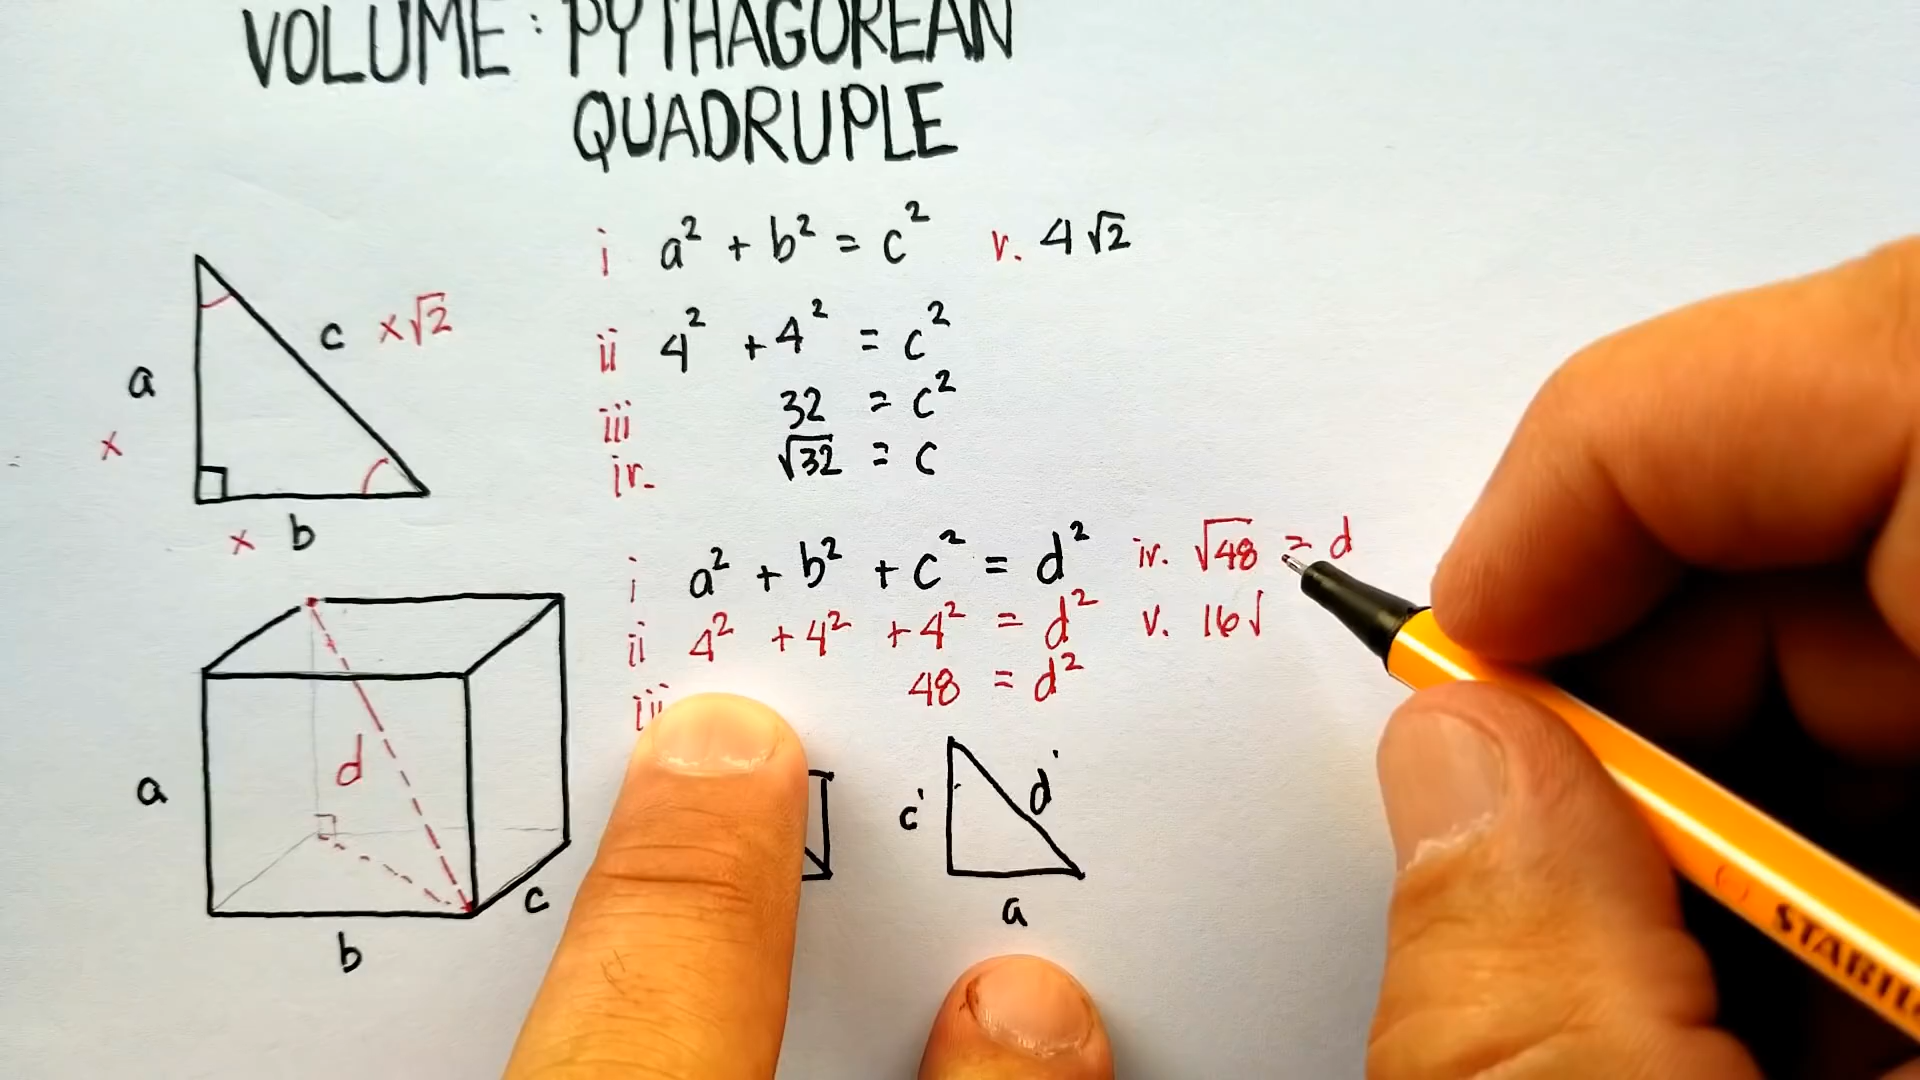 VOLUME: PYTHAGOREAN
QUADRUPLE
i a² + b² = c² v. 4√2
ii 4² + 4² = c²
iii 32 = c²
iv. √32 = c
a
c x√2
x
x b
i a² + b² + c² = d² iv. √48 = d
ii 4² + 4² + 4² = d² v. 16√
iii 48 = d²
a
d
c
b
c'
d'
a